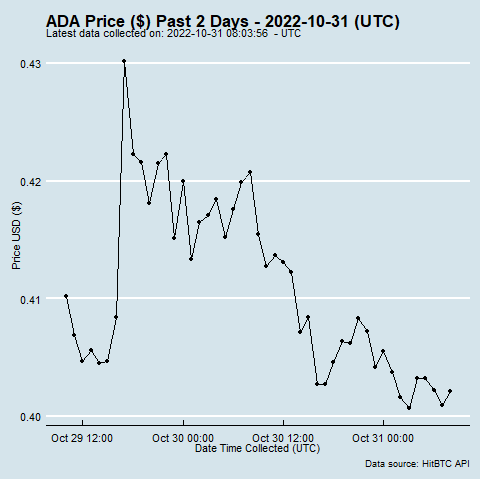 ADA Price ($) Past 2 Days - 2022-10-31 (UTC)
Latest data collected on: 2022-10-31 08:03:56  - UTC
0.43
0.42
0.41
0.40
Price USD ($)
Oct 29 12:00 Oct 30 00:00 Oct 30 12:00 Oct 31 00:00
Date Time Collected (UTC)
Data source: HitBTC API